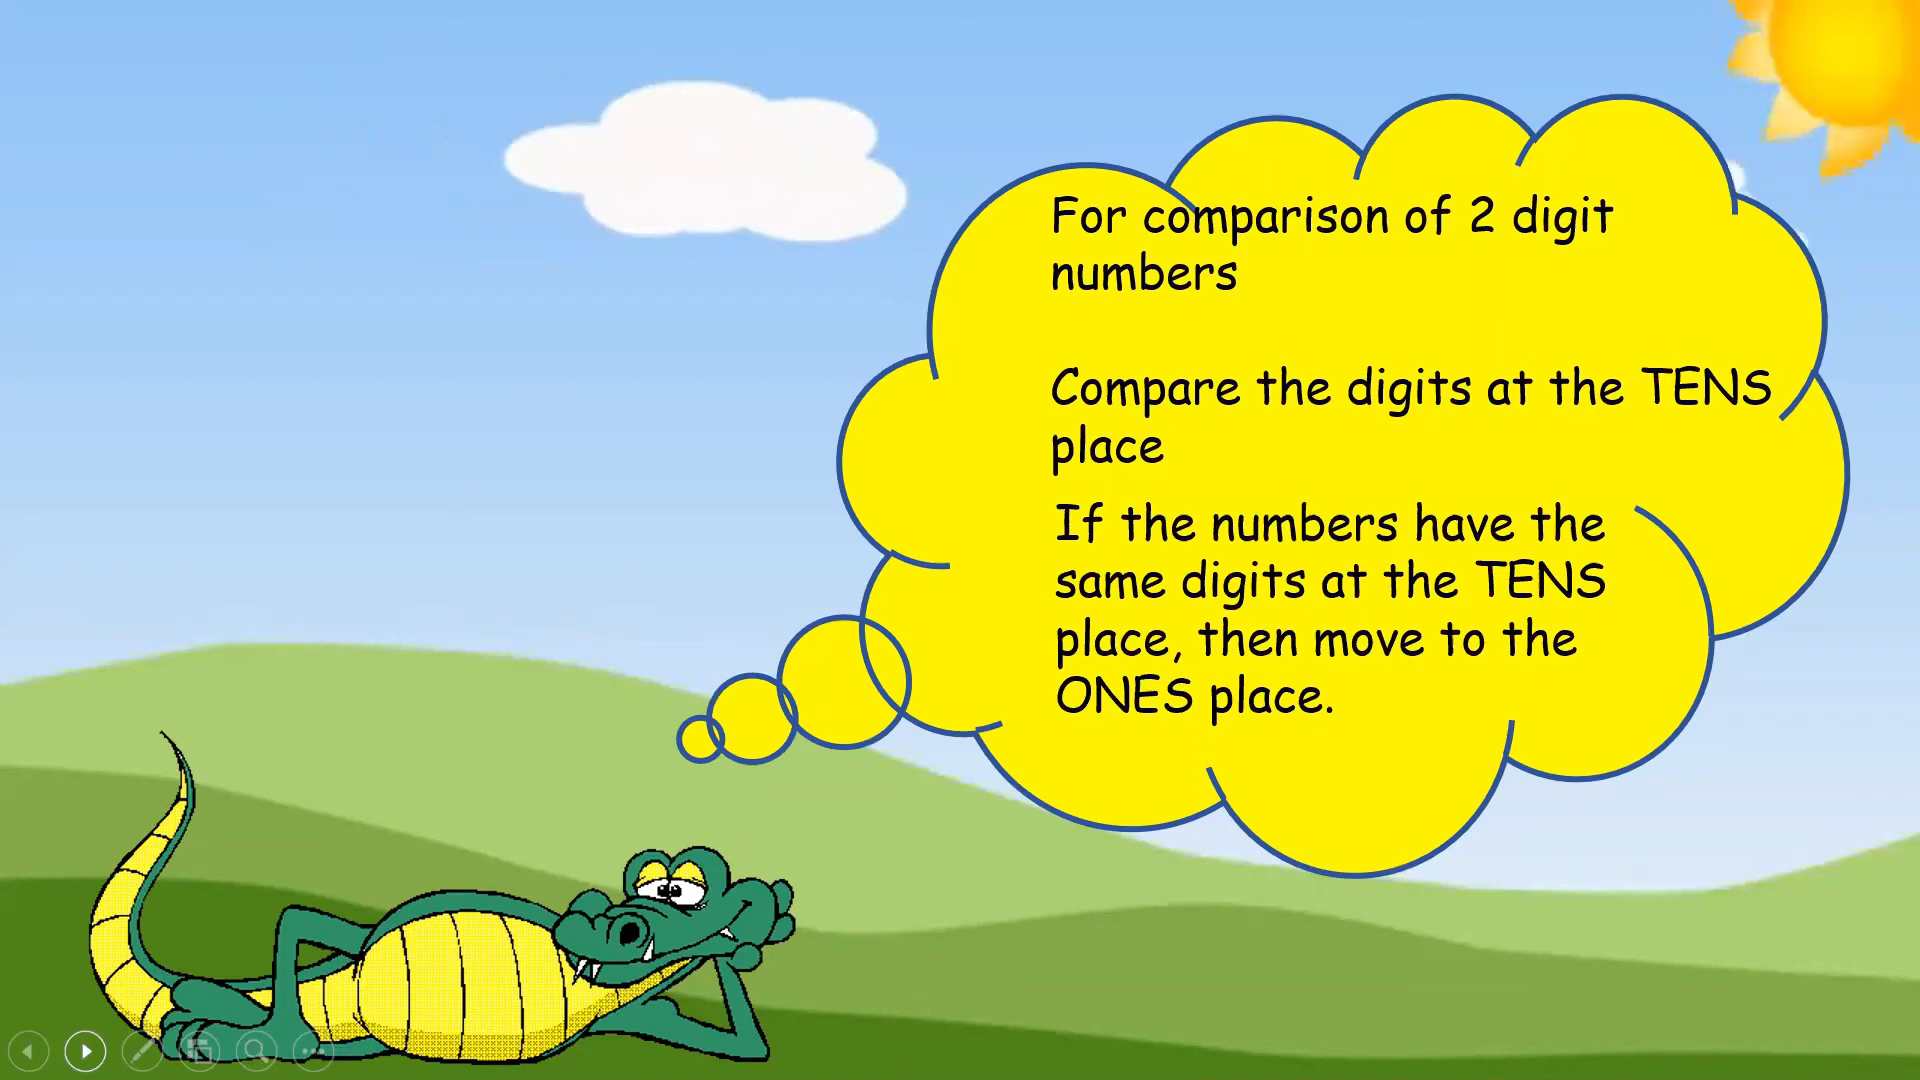 For comparison of 2 digit
numbers
Compare the digits at the TENS
place
If the numbers have the
same digits at the TENS
place, then move to the
ONES place.